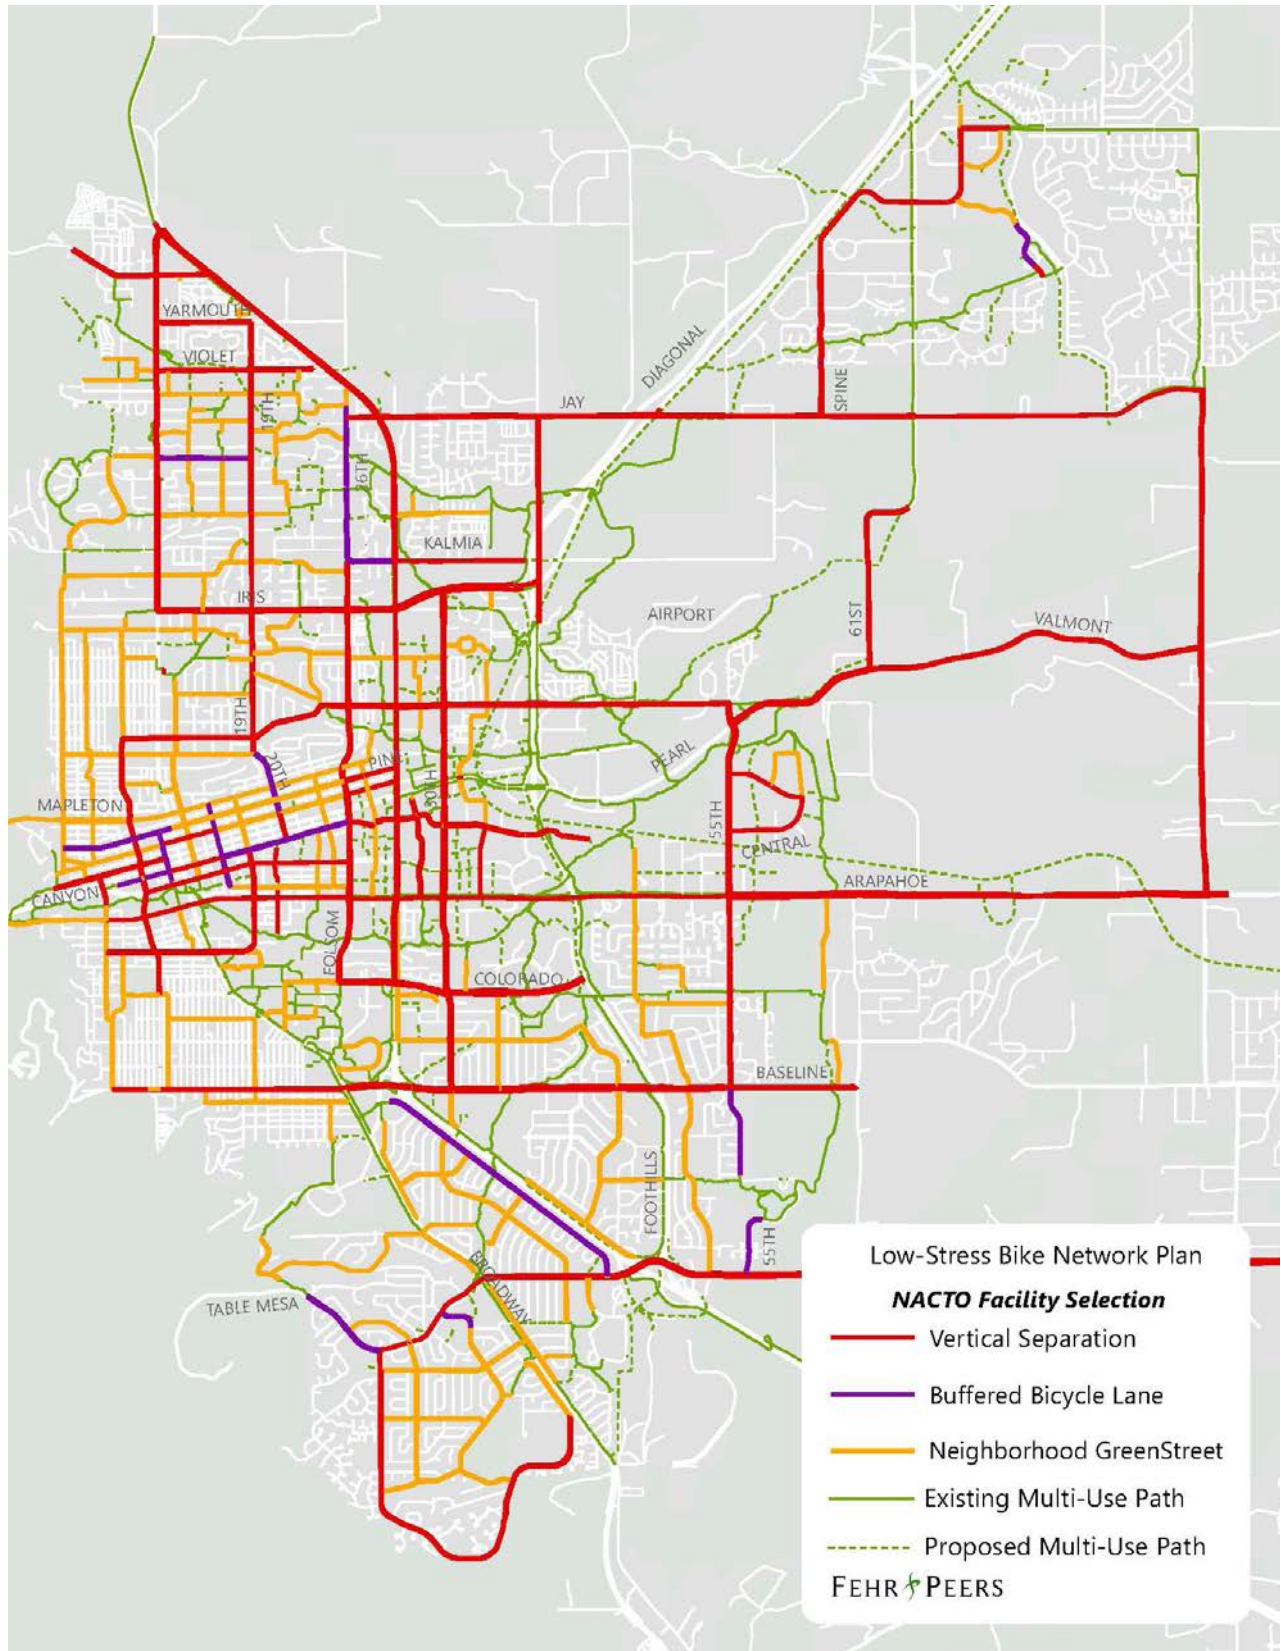 YARMOUTH
VIOLET
19TH
DIAGONAL
SPINE
JAY
26TH
KALMIA
IRIS
AIRPORT
61ST
VALMONT
19TH
20TH
PINE
30TH
PEARL
MAPLETON
55TH
CENTRAL
CANYON
ARAPAHOE
FOLSOM
COLORADO
BASELINE
FOOTHILLS
55TH
BROADWAY
TABLE MESA
Low-Stress Bike Network Plan
NACTO Facility Selection
Vertical Separation
Buffered Bicycle Lane
Neighborhood GreenStreet
Existing Multi-Use Path
Proposed Multi-Use Path
FEHR PEERS